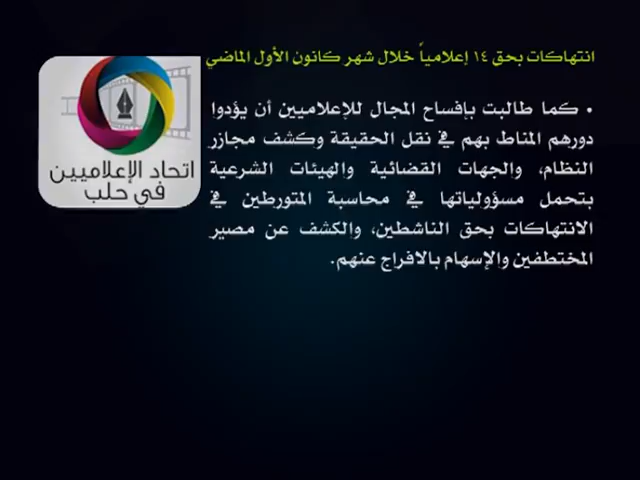 انتهاكات بحق ١٤ إعلامياً خلال شهر كانون الأول الماضي
• كما طالبت بإفساح المجال للإعلاميين أن يؤدوا
دورهم المناط بهم في نقل الحقيقة وكشف مجازر
النظام، والجهات القضائية والهيئات الشرعية
بتحمل مسؤولياتها في محاسبة المتورطين في
الانتهاكات بحق الناشطين، والكشف عن مصير
المختطفين والإسهام بالافراج عنهم.
اتحاد الإعلاميين
في حلب